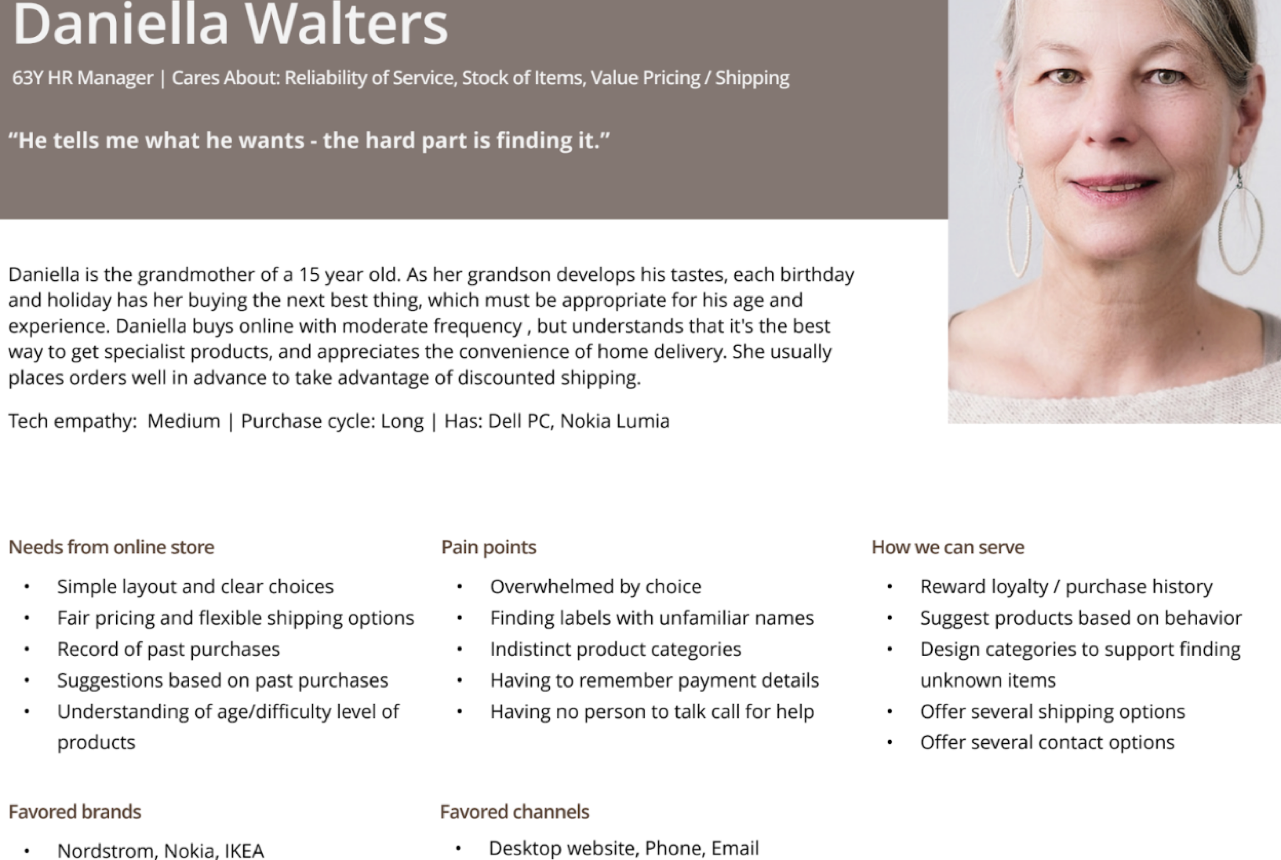 Daniella Walters
63Y HR Manager | Cares About: Reliability of Service, Stock of Items, Value Pricing / Shipping
“He tells me what he wants - the hard part is finding it.”
Daniella is the grandmother of a 15 year old. As her grandson develops his tastes, each birthday
and holiday has her buying the next best thing, which must be appropriate for his age and
experience. Daniella buys online with moderate frequency , but understands that it's the best
way to get specialist products, and appreciates the convenience of home delivery. She usually
places orders well in advance to take advantage of discounted shipping.
Tech empathy:  Medium | Purchase cycle: Long | Has: Dell PC, Nokia Lumia
Needs from online store
• Simple layout and clear choices
• Fair pricing and flexible shipping options
• Record of past purchases
• Suggestions based on past purchases
• Understanding of age/difficulty level of
products
Pain points
• Overwhelmed by choice
• Finding labels with unfamiliar names
• Indistinct product categories
• Having to remember payment details
• Having no person to talk call for help
How we can serve
• Reward loyalty / purchase history
• Suggest products based on behavior
• Design categories to support finding
unknown items
• Offer several shipping options
• Offer several contact options
Favored brands
• Nordstrom, Nokia, IKEA
Favored channels
• Desktop website, Phone, Email